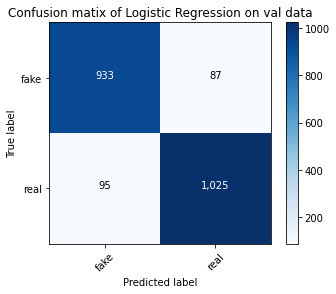 Confusion matix of Logistic Regression on val data
True label
fake
933
87
real
95
1,025
fake
real
Predicted label
1000
800
600
400
200